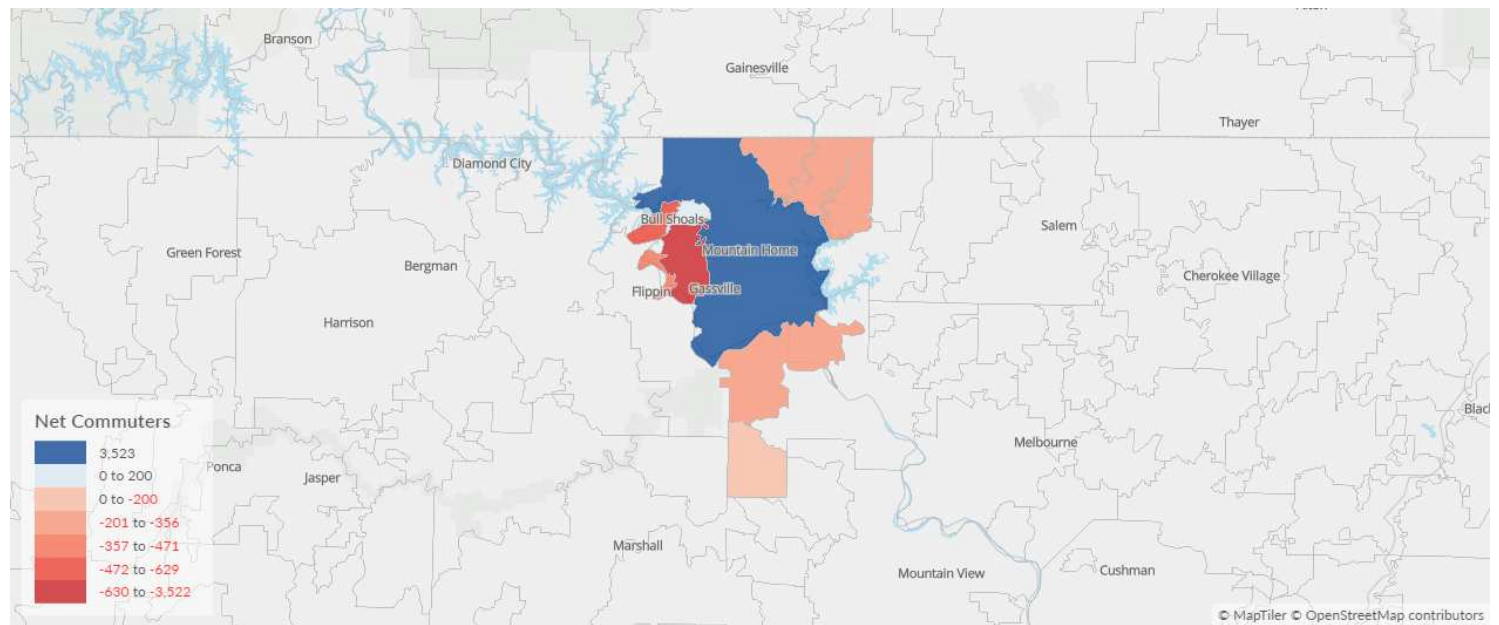 Branson
Gainesville
Thayer
Diamond City
Bull Shoals
Salem
Green Forest
Mountain Home
Bergman
Cherokee Village
Flippin
Gassville
Harrison
Net Commuters
3,523
0 to 200
0 to -200
-201 to -356
-357 to -471
-472 to -629
-630 to -3,522
Ponca
Jasper
Melbourne
Marshall
Mountain View
Cushman
© MapTiler © OpenStreetMap contributors